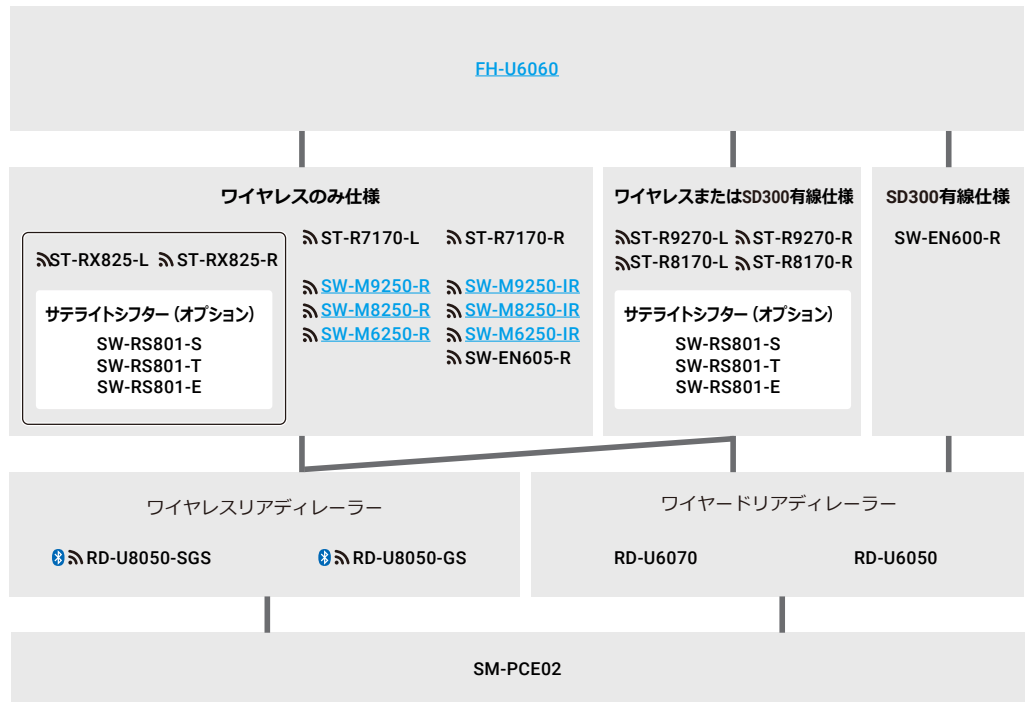 FH-U6060
ワイヤレスのみ仕様
ST-RX825-L ST-RX825-R
サテライトシフター (オプション)
SW-RS801-S
SW-RS801-T
SW-RS801-E
ST-R7170-L ST-R7170-R
SW-M9250-R SW-M9250-IR
SW-M8250-R SW-M8250-IR
SW-M6250-R SW-M6250-IR
SW-EN605-R
ワイヤレスまたはSD300有線仕様
ST-R9270-L ST-R9270-R
ST-R8170-L ST-R8170-R
サテライトシフター (オプション)
SW-RS801-S
SW-RS801-T
SW-RS801-E
SD300有線仕様
SW-EN600-R
ワイヤレスリアディレーラー
RD-U8050-SGS RD-U8050-GS
ワイヤードリアディレーラー
RD-U6070 RD-U6050
SM-PCE02